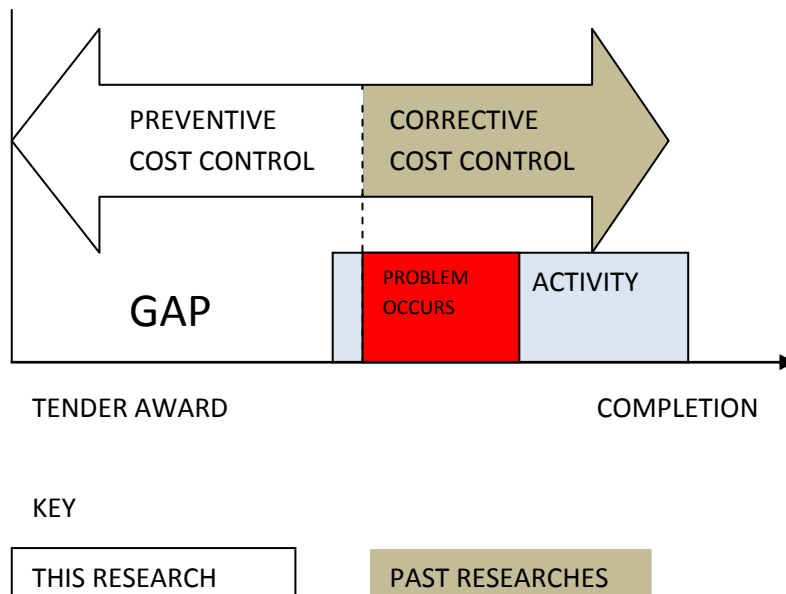 PREVENTIVE
COST CONTROL
CORRECTIVE
COST CONTROL
GAP
PROBLEM
OCCURS
ACTIVITY
TENDER AWARD
COMPLETION
KEY
THIS RESEARCH
PAST RESEARCHES